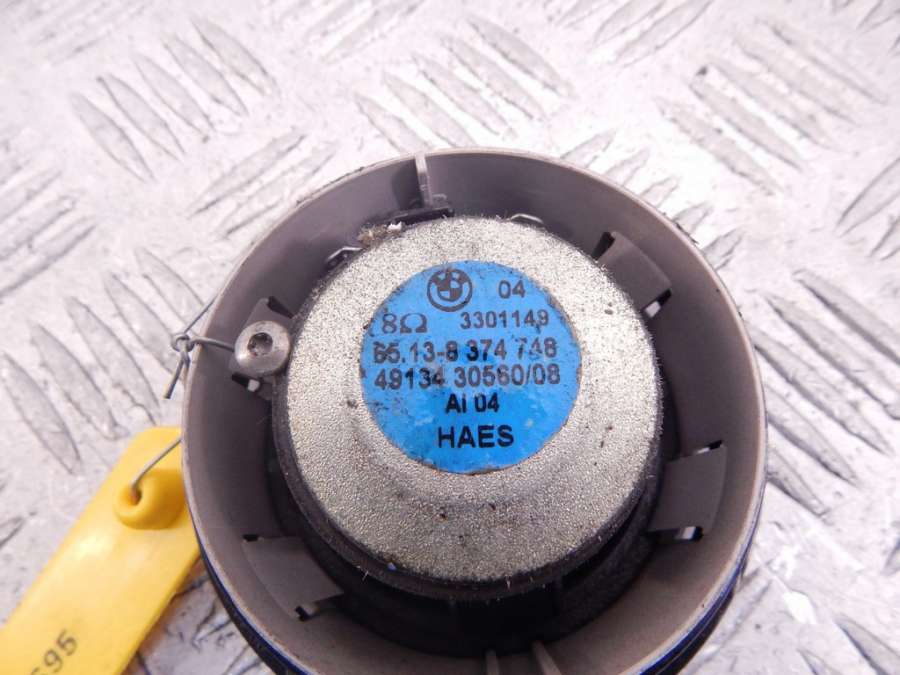 04
8Ω 3301149
65.13-8 374 748
49134 30560/08
AI 04
HAES